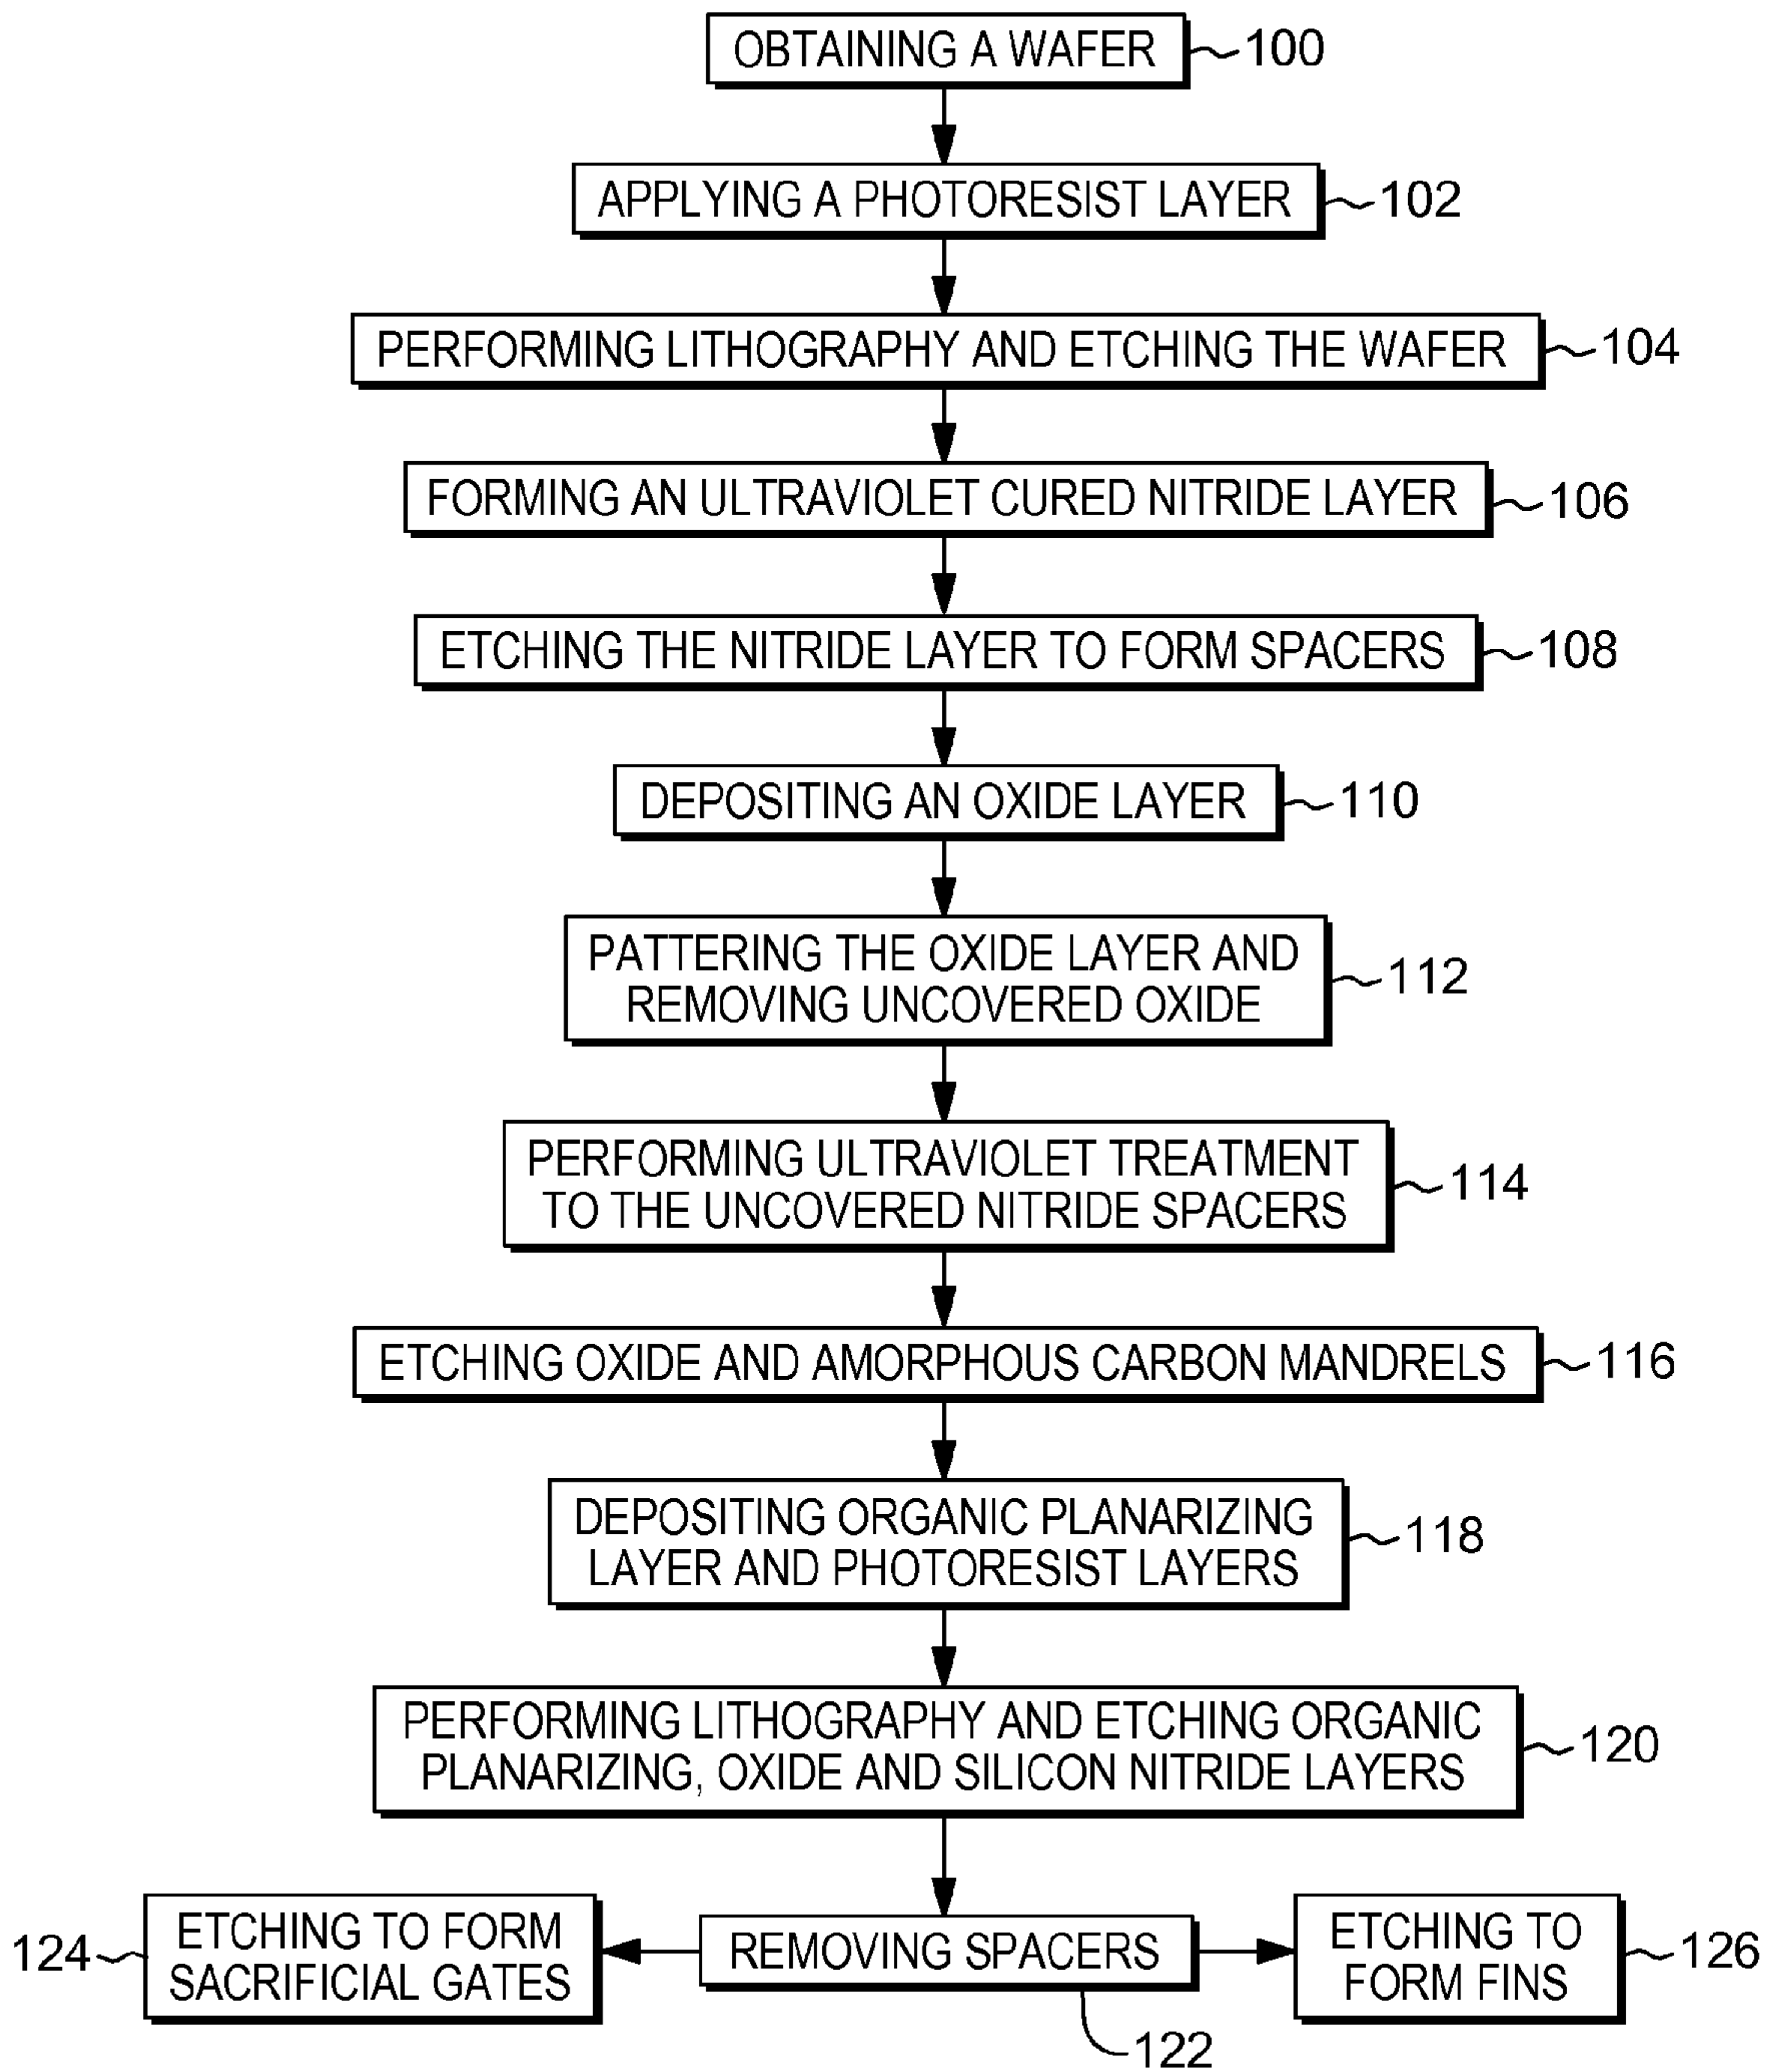 OBTAINING A WAFER
100
APPLYING A PHOTORESIST LAYER
102
PERFORMING LITHOGRAPHY AND ETCHING THE WAFER
104
FORMING AN ULTRAVIOLET CURED NITRIDE LAYER
106
ETCHING THE NITRIDE LAYER TO FORM SPACERS
108
DEPOSITING AN OXIDE LAYER
110
PATTERING THE OXIDE LAYER AND
REMOVING UNCOVERED OXIDE
112
PERFORMING ULTRAVIOLET TREATMENT
TO THE UNCOVERED NITRIDE SPACERS
114
ETCHING OXIDE AND AMORPHOUS CARBON MANDRELS
116
DEPOSITING ORGANIC PLANARIZING
LAYER AND PHOTORESIST LAYERS
118
PERFORMING LITHOGRAPHY AND ETCHING ORGANIC
PLANARIZING, OXIDE AND SILICON NITRIDE LAYERS
120
124
ETCHING TO FORM
SACRIFICIAL GATES
REMOVING SPACERS
122
ETCHING TO
FORM FINS
126